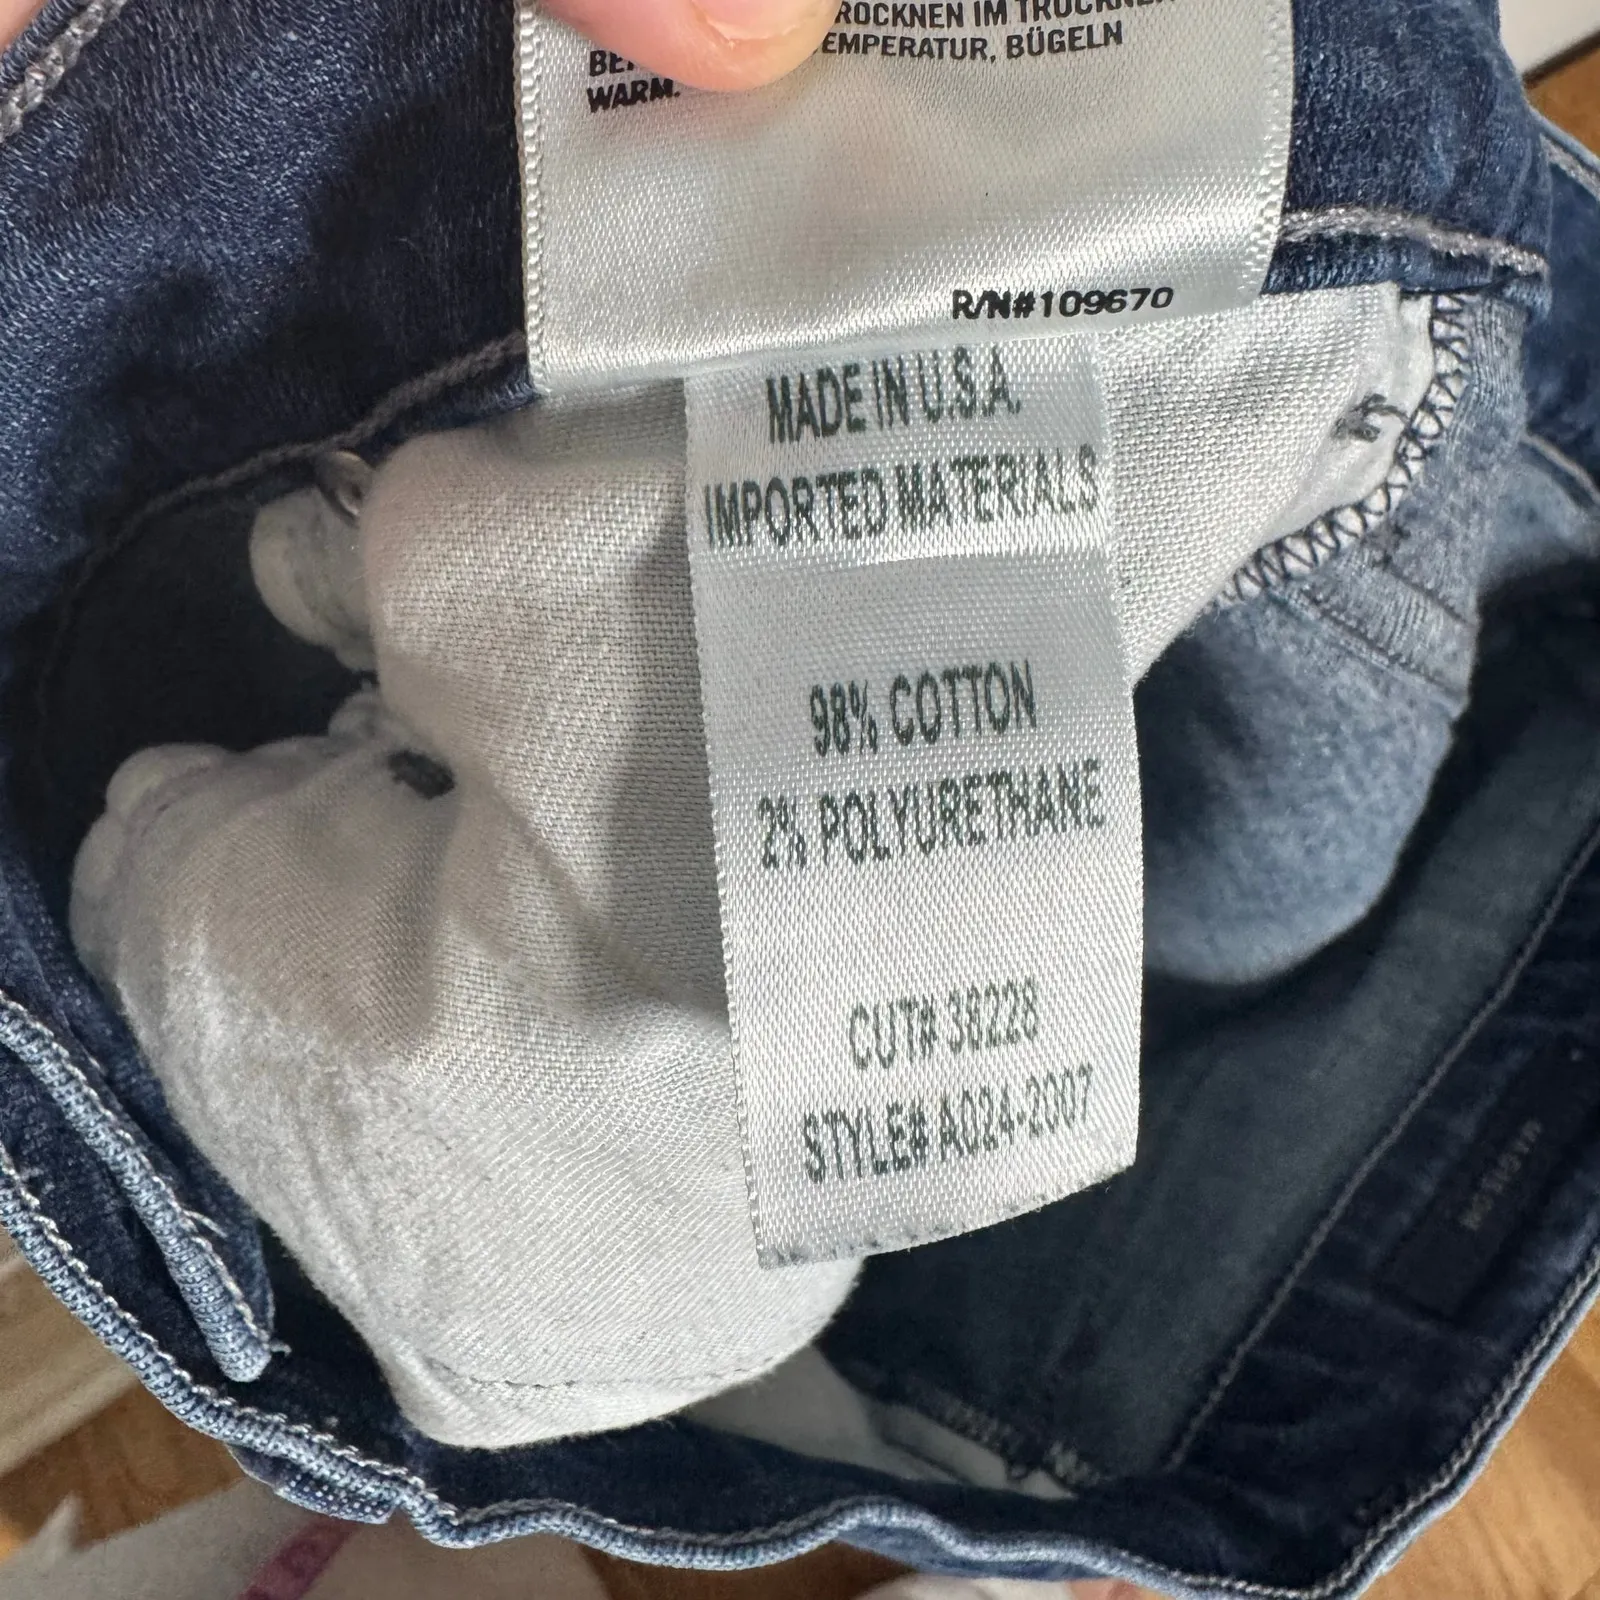 ROCKNEN IM TROCKNER
EMPERATUR, BÜGELN
WARM.
R/N#109670
MADE IN U.S.A.
IMPORTED MATERIALS
98% COTTON
2% POLYURETHANE
CUT# 38228
STYLE# A024-2007